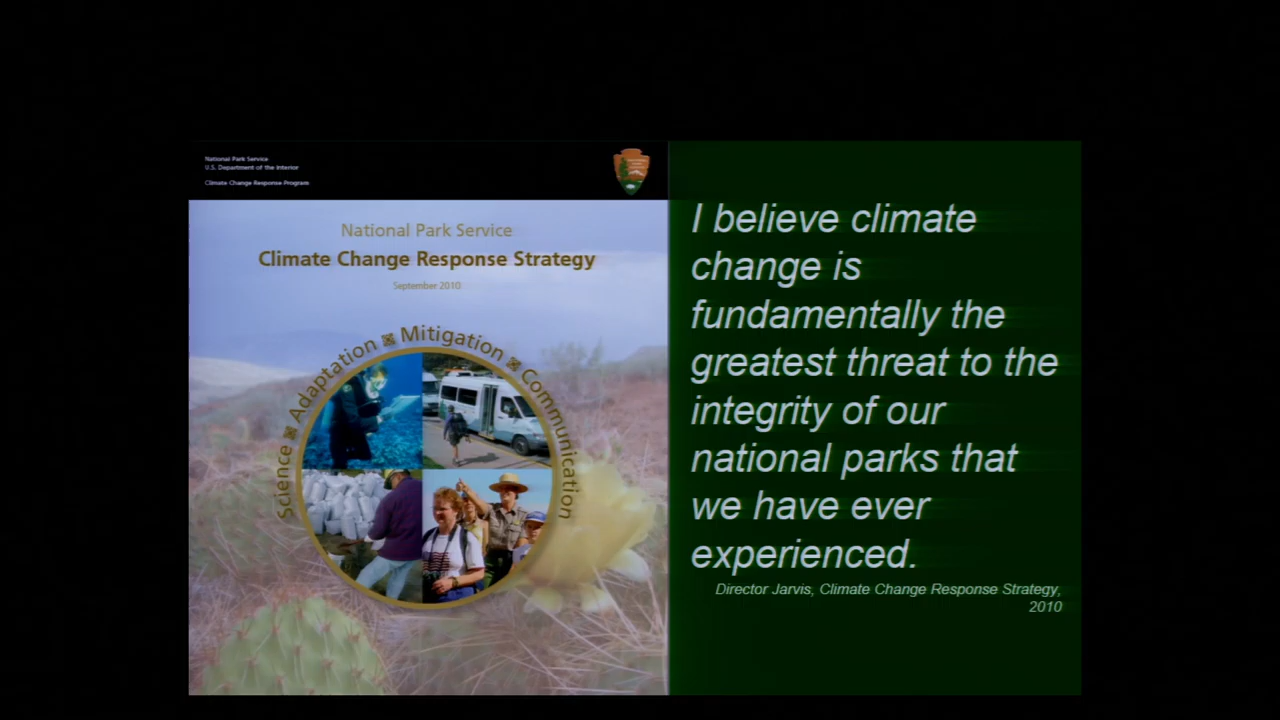 National Park Service
U.S. Department of the Interior
Climate Change Response Program
National Park Service
Climate Change Response Strategy
September 2010
Science ▪ Adaptation ▪ Mitigation ▪ Communication
I believe climate
change is
fundamentally the
greatest threat to the
integrity of our
national parks that
we have ever
experienced.
Director Jarvis, Climate Change Response Strategy,
2010